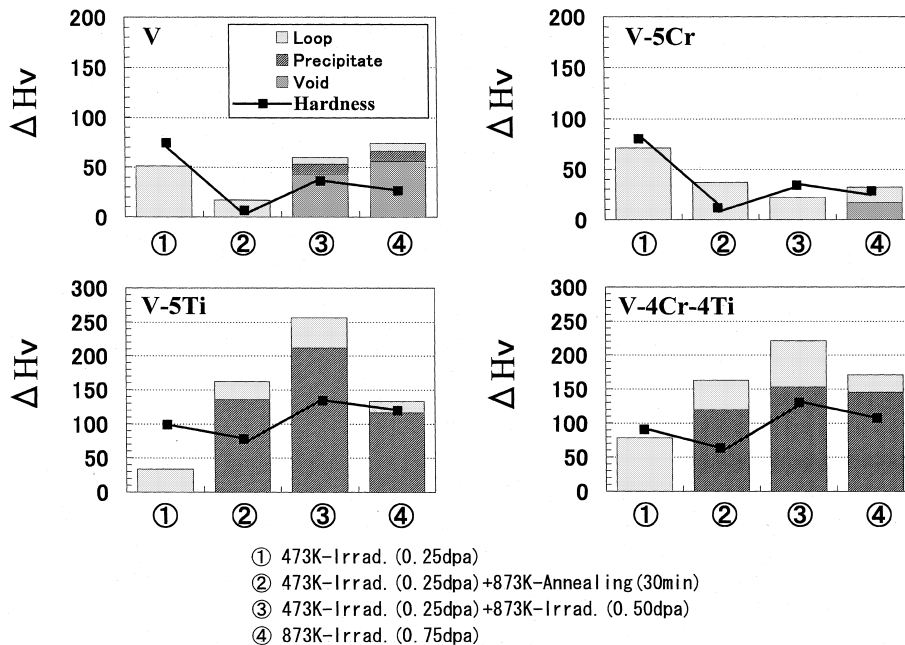 V
V-5Cr
200
150
100
50
0
ΔHv
Loop
Precipitate
Void
Hardness
① ② ③ ④
200
150
100
50
0
ΔHv
① ② ③ ④
V-5Ti
300
250
200
150
100
50
0
ΔHv
① ② ③ ④
V-4Cr-4Ti
300
250
200
150
100
50
0
ΔHv
① ② ③ ④
① 473K-Irrad. (0.25dpa)
② 473K-Irrad. (0.25dpa)+873K-Annealing(30min)
③ 473K-Irrad. (0.25dpa)+873K-Irrad. (0.50dpa)
④ 873K-Irrad. (0.75dpa)